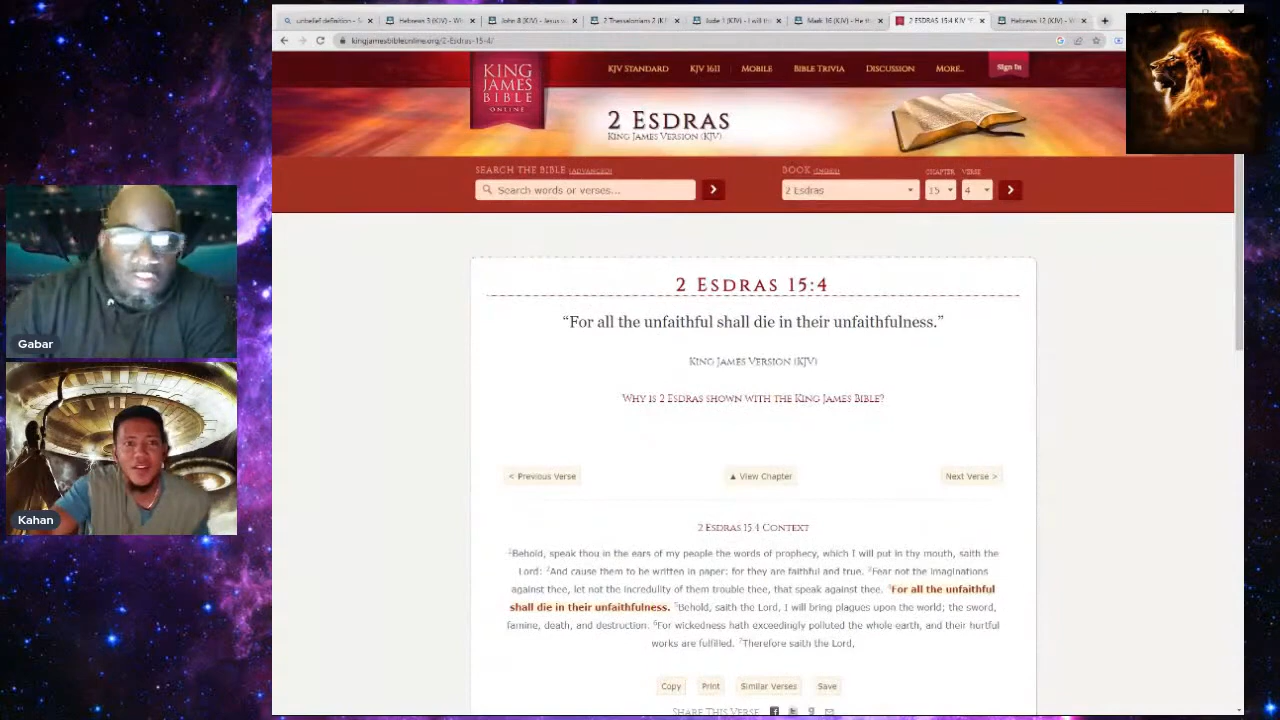 unbelief definition - S
Hebrews 3 (KJV) - W
John 8 (KJV) - Jesus w
2 Thessalonians 2 (KJ
Jude 1 (KJV) - I will th
Mark 16 (KJV) - He th
2 ESDRAS 15:4 KJV "F
Hebrews 12 (KJV) - W
kingjamesbibleonline.org/2-Esdras-15-4/
KING JAMES BIBLE ONLINE
KJV STANDARD
KJV 1611
MOBILE
BIBLE TRIVIA
DISCUSSION
MORE...
Sign In
2 ESDRAS
KING JAMES VERSION (KJV)
SEARCH THE BIBLE (ADVANCED)
Search words or verses...
BOOK
CHAPTER
VERSE
2 Esdras
15
4
2 ESDRAS 15:4
“For all the unfaithful shall die in their unfaithfulness.”
KING JAMES VERSION (KJV)
WHY IS 2 ESDRAS SHOWN WITH THE KING JAMES BIBLE?
< Previous Verse
▲ View Chapter
Next Verse >
2 ESDRAS 15:4 CONTEXT
1Behold, speak thou in the ears of my people the words of prophecy, which I will put in thy mouth, saith the
Lord: 2And cause them to be written in paper: for they are faithful and true. 3Fear not the imaginations
against thee, let not the incredulity of them trouble thee, that speak against thee. 4For all the unfaithful
shall die in their unfaithfulness. 5Behold, saith the Lord, I will bring plagues upon the world; the sword,
famine, death, and destruction. 6For wickedness hath exceedingly polluted the whole earth, and their hurtful
works are fulfilled. 7Therefore saith the Lord,
Copy
Print
Similar Verses
Save
SHARE THIS VERSE
Gabar
Kahan